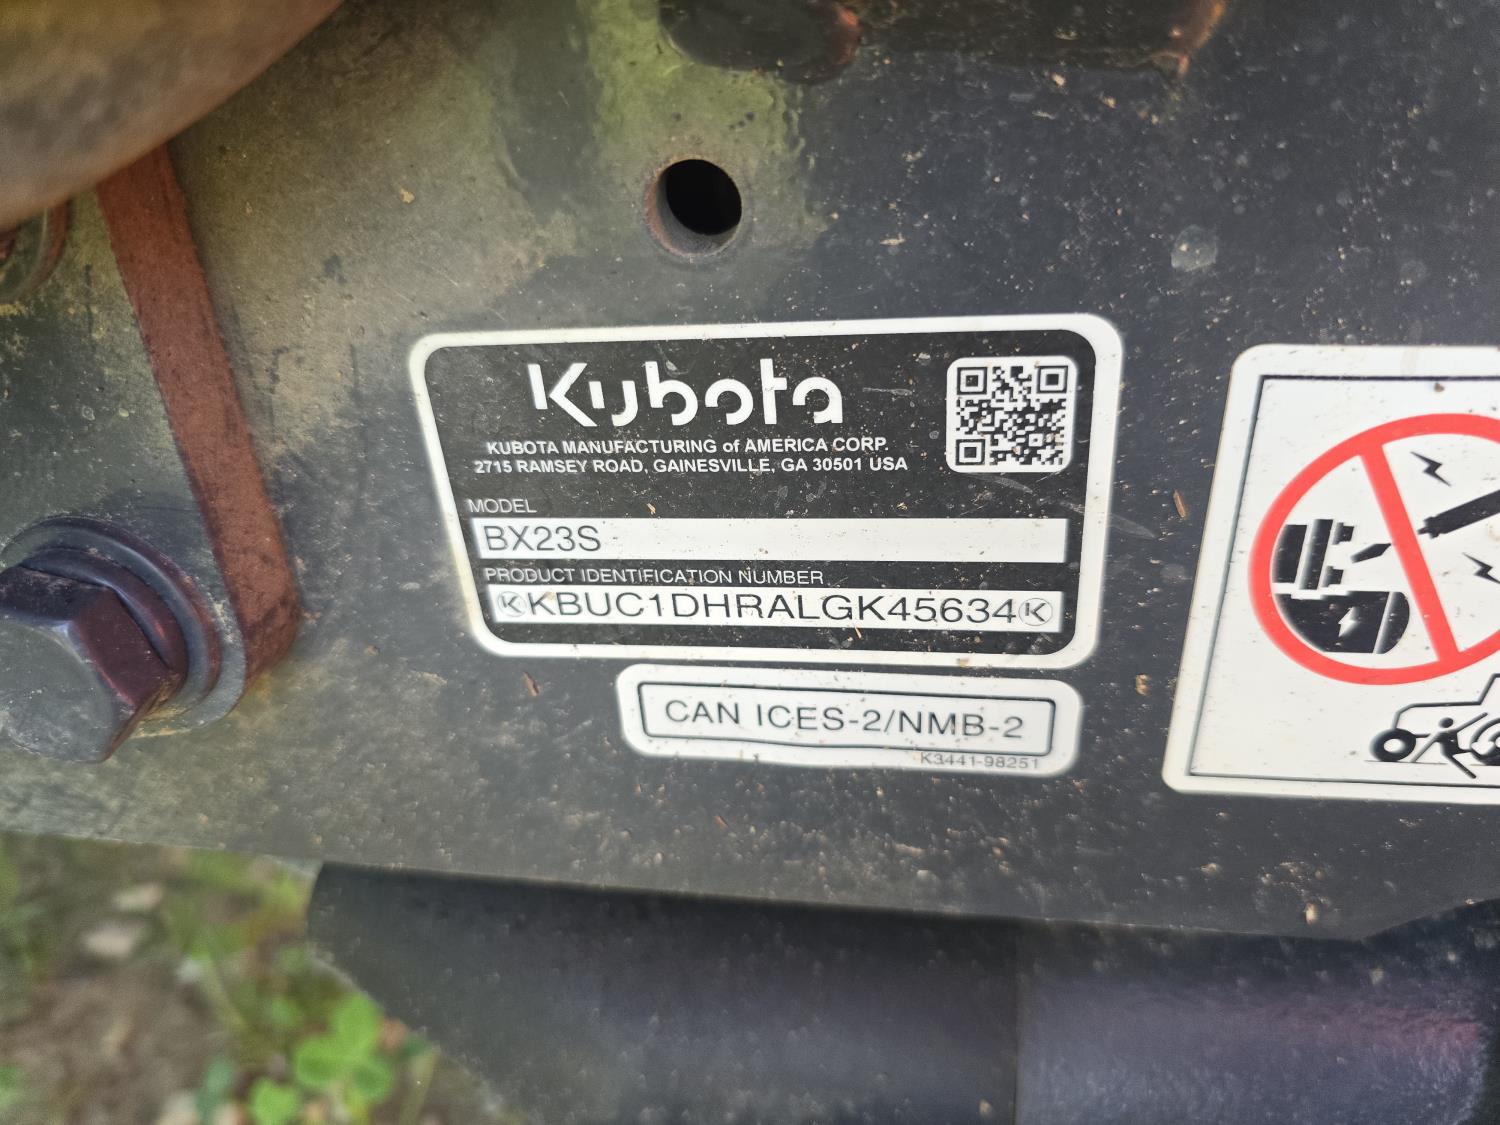 Kubota
KUBOTA MANUFACTURING of AMERICA CORP.
2715 RAMSEY ROAD, GAINESVILLE, GA 30501 USA
MODEL
BX23S
PRODUCT IDENTIFICATION NUMBER
KBUC1DHRALGK45634
CAN ICES-2/NMB-2
K3441-98251